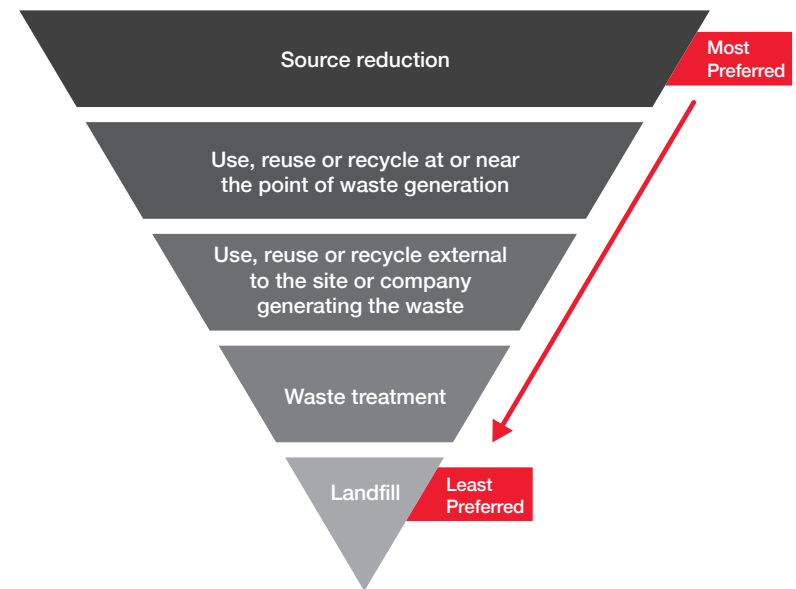 Source reduction
Most
Preferred
Use, reuse or recycle at or near
the point of waste generation
Use, reuse or recycle external
to the site or company
generating the waste
Waste treatment
Landfill
Least
Preferred